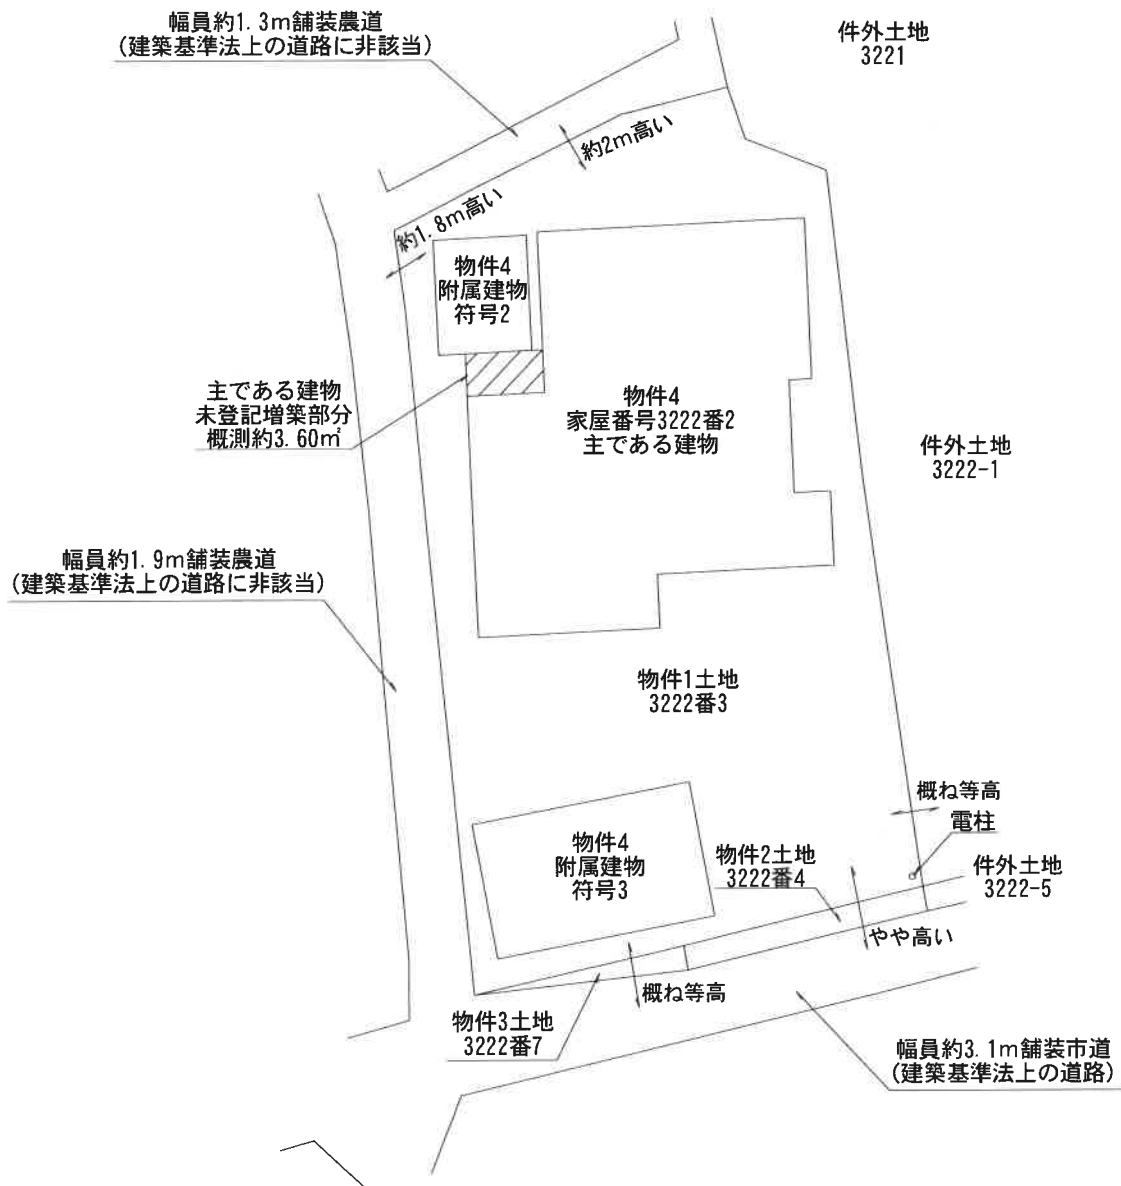 幅員約1.3m舗装農道
(建築基準法上の道路に非該当)
件外土地
3221
約2m高い
約1.8m高い
物件4
附属建物
符号2
主である建物
未登記増築部分
概測約3.60㎡
物件4
家屋番号3222番2
主である建物
件外土地
3222-1
幅員約1.9m舗装農道
(建築基準法上の道路に非該当)
物件1土地
3222番3
概ね等高
電柱
物件4
附属建物
符号3
物件2土地
3222番4
件外土地
3222-5
やや高い
概ね等高
物件3土地
3222番7
幅員約3.1m舗装市道
(建築基準法上の道路)